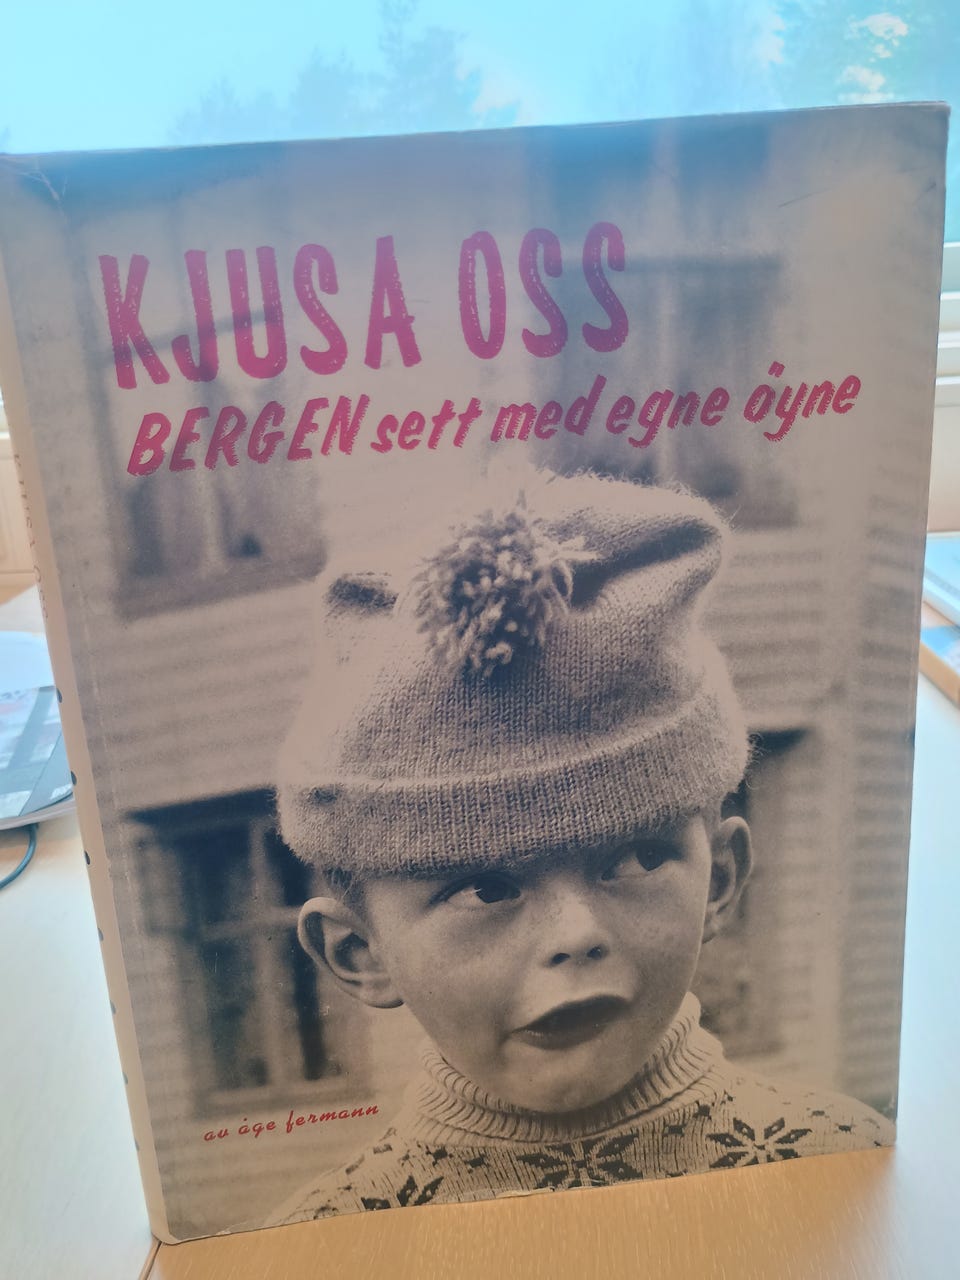 KJUSA OSS
BERGEN sett med egne öyne
av åge fermann